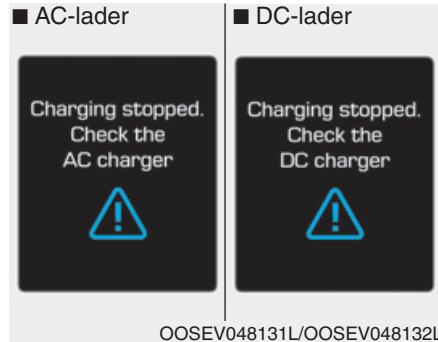 ■ AC-lader
Charging stopped.
Check the
AC charger
■ DC-lader
Charging stopped.
Check the
DC charger
OOSEV048131L/OOSEV048132L